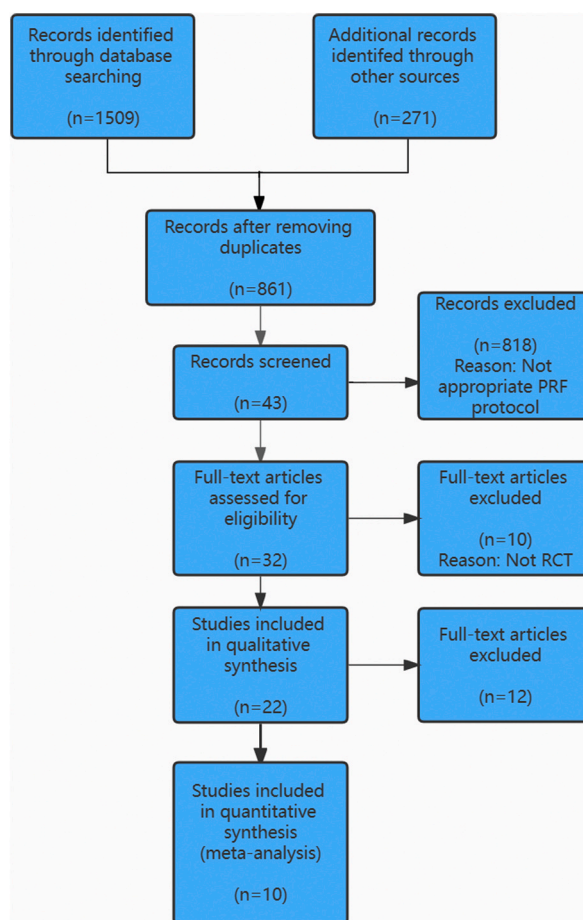 Records identified
through database
searching
(n=1509)
Additional records
identifed through
other sources
(n=271)
Records after removing
duplicates
(n=861)
Records excluded
(n=818)
Reason: Not
appropriate PRF
protocol
Records screened
(n=43)
Full-text articles
assessed for
eligibility
(n=32)
Full-text articles
excluded
(n=10)
Reason: Not RCT
Studies included
in qualitative
synthesis
(n=22)
Full-text articles
excluded
(n=12)
Studies included
in quantitative
synthesis
(meta-analysis)
(n=10)